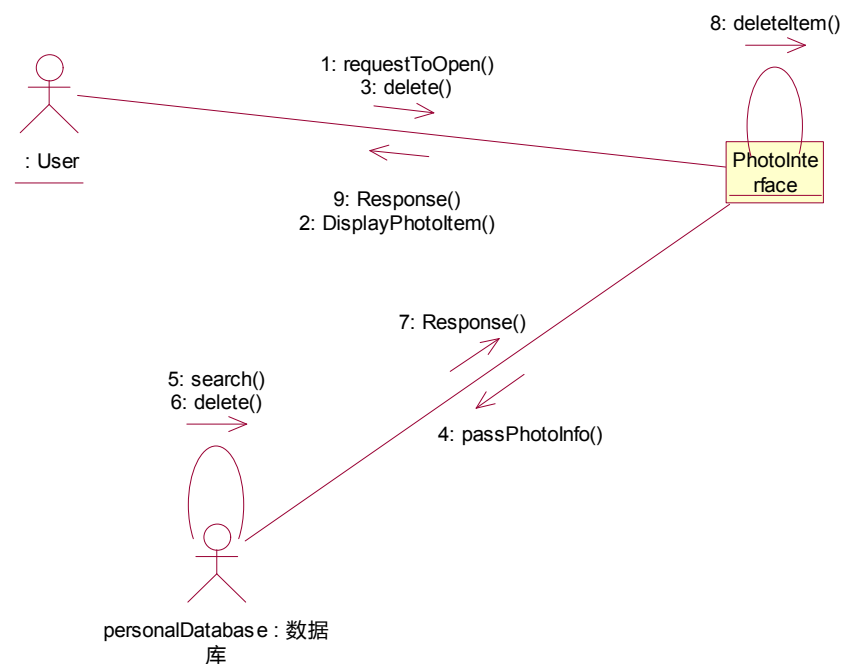 8: deleteItem()
1: requestToOpen()
3: delete()
: User
PhotoInte
rface
9: Response()
2: DisplayPhotoItem()
7: Response()
5: search()
6: delete()
4: passPhotoInfo()
personalDatabase : 数据
库